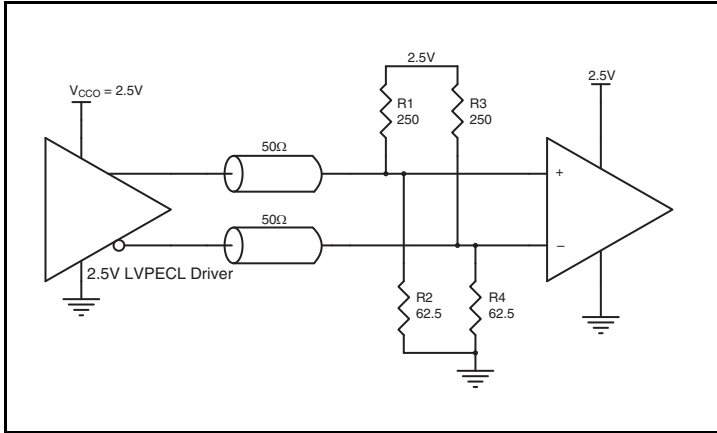 2.5V
V_CCO = 2.5V
2.5V
R1
250
R3
250
50Ω
+
50Ω
–
2.5V LVPECL Driver
R2
62.5
R4
62.5